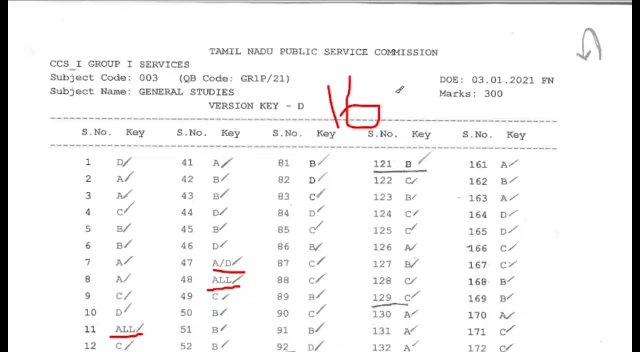 TAMIL NADU PUBLIC SERVICE COMMISSION
CCS_I GROUP I SERVICES
Subject Code: 003 (QB Code: GR1P/21) DOE: 03.01.2021 FN
Subject Name: GENERAL STUDIES Marks: 300
VERSION KEY - D
16
S.No. Key S.No. Key S.No. Key S.No. Key S.No. Key
1 D 41 A 81 B 121 B 161 A
2 A 42 B 82 D 122 C 162 B
3 A 43 B 83 C 123 B 163 A
4 C 44 D 84 D 124 C 164 D
5 B 45 B 85 C 125 C 165 D
6 B 46 D 86 B 126 A 166 C
7 A 47 A/D 87 C 127 B 167 C
8 A 48 ALL 88 C 128 C 168 B
9 C 49 C 89 B 129 C 169 B
10 D 50 B 90 C 130 A 170 A
11 ALL 51 B 91 B 131 A 171 C
12 C 52 B 92 D 132 A 172 C